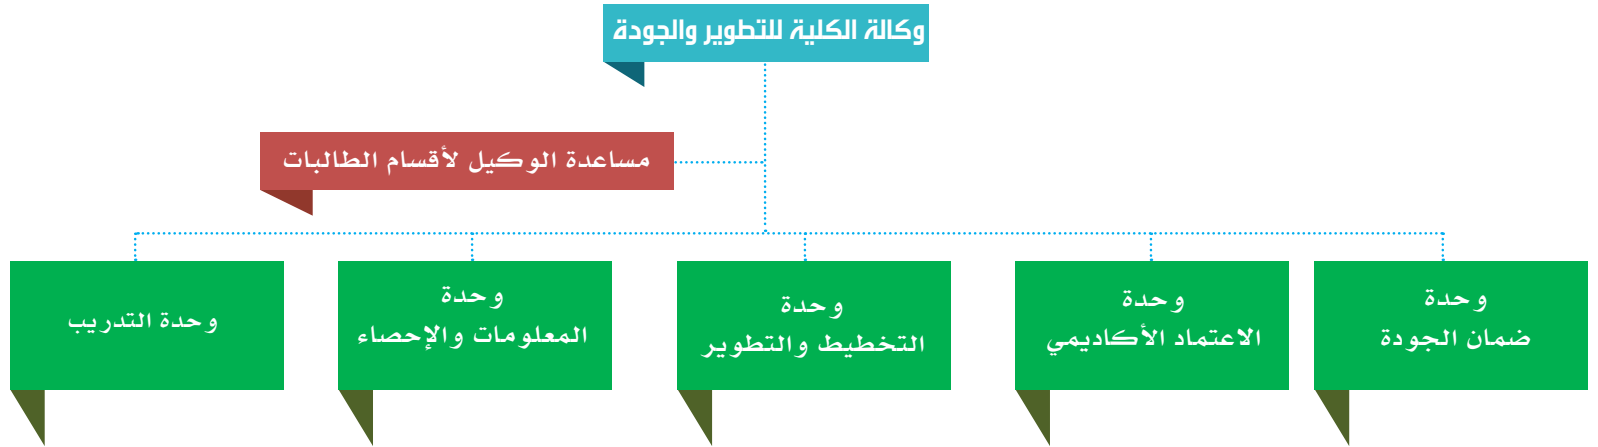 وكالة الكلية للتطوير والجودة
مساعدة الوكيل لأقسام الطالبات
وحدة
ضمان الجودة
وحدة
الاعتماد الأكاديمي
وحدة
التخطيط والتطوير
وحدة
المعلومات والإحصاء
وحدة التدريب